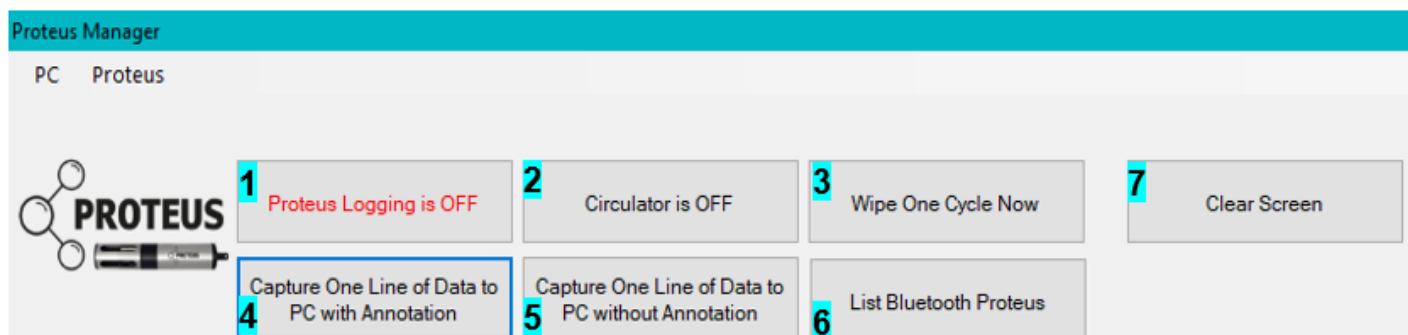 Proteus Manager
PC Proteus
1 Proteus Logging is OFF
2 Circulator is OFF
3 Wipe One Cycle Now
7 Clear Screen
PROTEUS
4 Capture One Line of Data to
PC with Annotation
5 Capture One Line of Data to
PC without Annotation
6 List Bluetooth Proteus